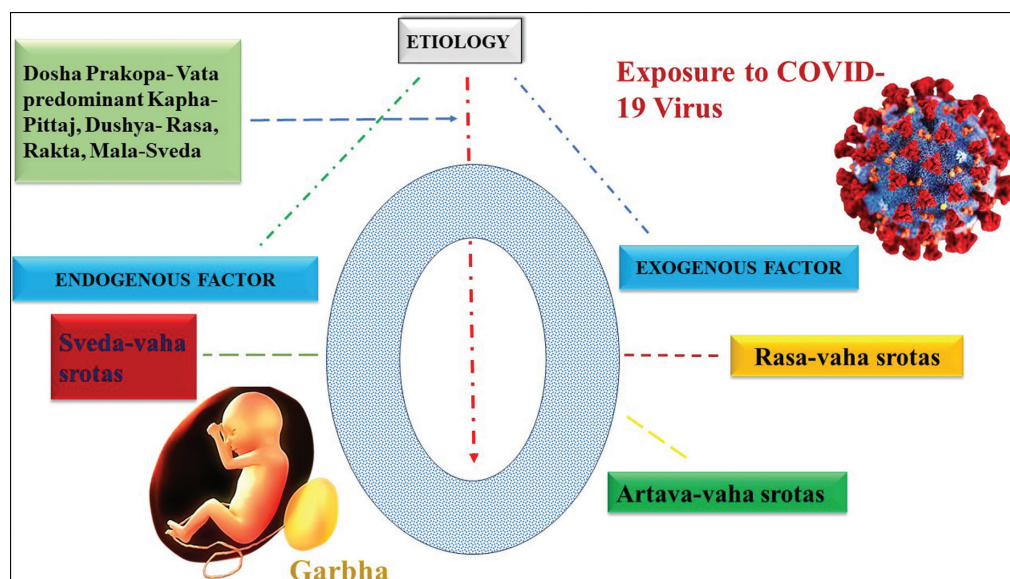 ETIOLOGY
Dosha Prakopa- Vata
predominant Kapha-
Pittaj, Dushya- Rasa,
Rakta, Mala-Sveda
Exposure to COVID-
19 Virus
ENDOGENOUS FACTOR
EXOGENOUS FACTOR
Sveda-vaha
srotas
Rasa-vaha srotas
Artava-vaha srotas
Garbha